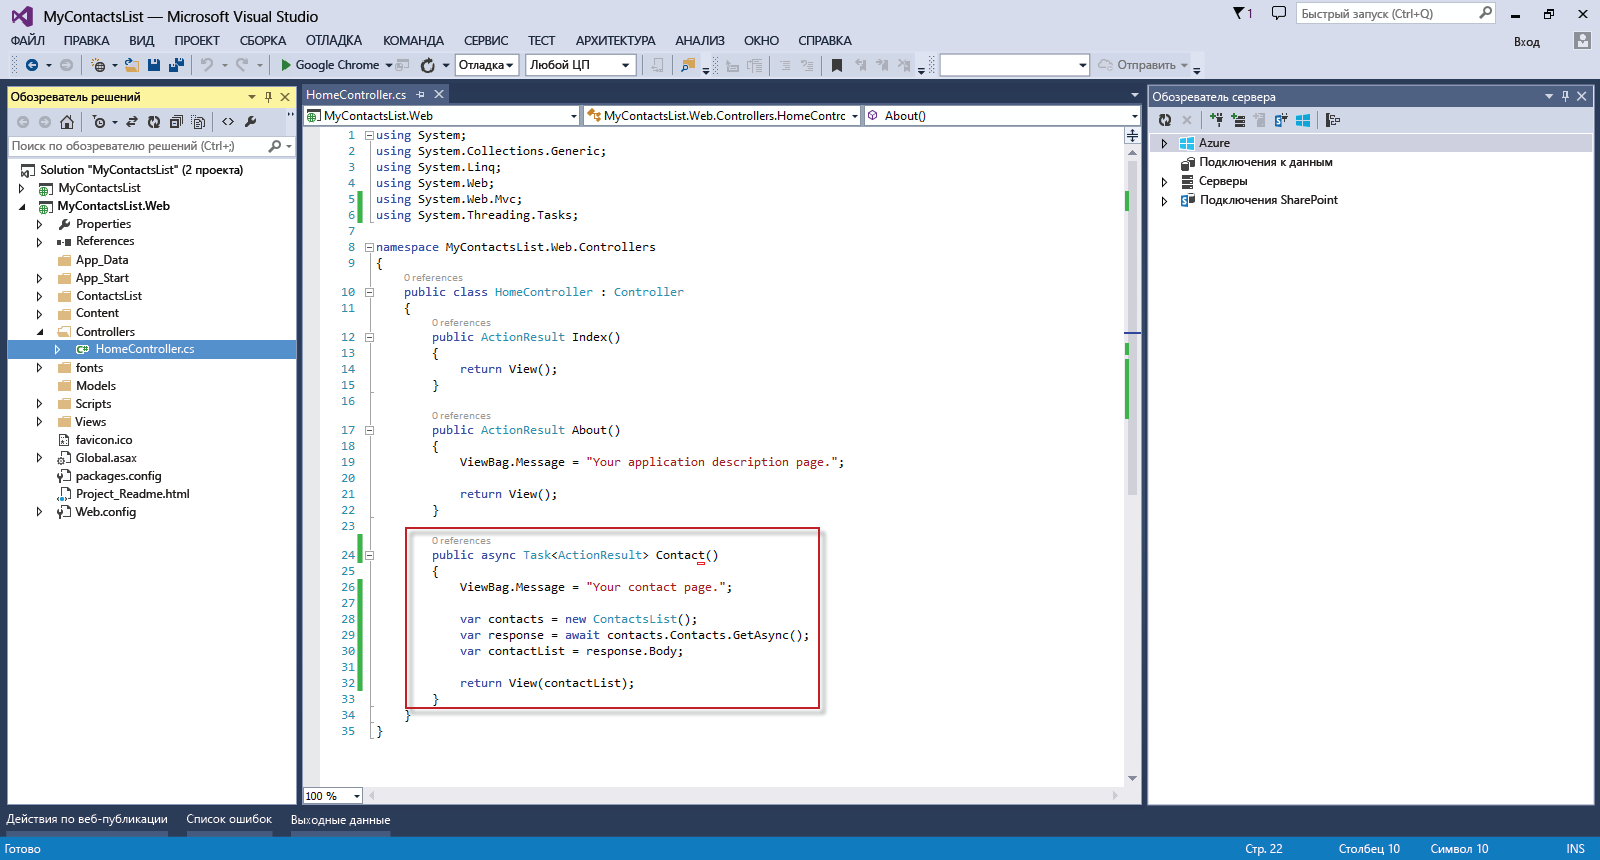 MyContactsList — Microsoft Visual Studio
1
Быстрый запуск (Ctrl+Q)
ФАЙЛ ПРАВКА ВИД ПРОЕКТ СБОРКА ОТЛАДКА КОМАНДА СЕРВИС ТЕСТ АРХИТЕКТУРА АНАЛИЗ ОКНО СПРАВКА
Вход
Google Chrome
Отладка
Любой ЦП
Отправить
Обозреватель решений
Поиск по обозревателю решений (Ctrl+;)
Solution "MyContactsList" (2 проекта)
MyContactsList
MyContactsList.Web
Properties
References
App_Data
App_Start
ContactsList
Content
Controllers
C# HomeController.cs
fonts
Models
Scripts
Views
favicon.ico
Global.asax
packages.config
Project_Readme.html
Web.config
HomeController.cs
MyContactsList.Web
MyContactsList.Web.Controllers.HomeContrc
About()
1 using System;
2 using System.Collections.Generic;
3 using System.Linq;
4 using System.Web;
5 using System.Web.Mvc;
6 using System.Threading.Tasks;
7
8 namespace MyContactsList.Web.Controllers
9 {
0 references
10 public class HomeController : Controller
11 {
0 references
12 public ActionResult Index()
13 {
14 return View();
15 }
16
0 references
17 public ActionResult About()
18 {
19 ViewBag.Message = "Your application description page.";
20
21 return View();
22 }
23
0 references
24 public async Task<ActionResult> Contact()
25 {
26 ViewBag.Message = "Your contact page.";
27
28 var contacts = new ContactsList();
29 var response = await contacts.Contacts.GetAsync();
30 var contactList = response.Body;
31
32 return View(contactList);
33 }
34 }
35 }
100 %
Обозреватель сервера
Azure
Подключения к данным
Серверы
Подключения SharePoint
Действия по веб-публикации Список ошибок Выходные данные
Готово
Стр. 22 Столбец 10 Символ 10 INS